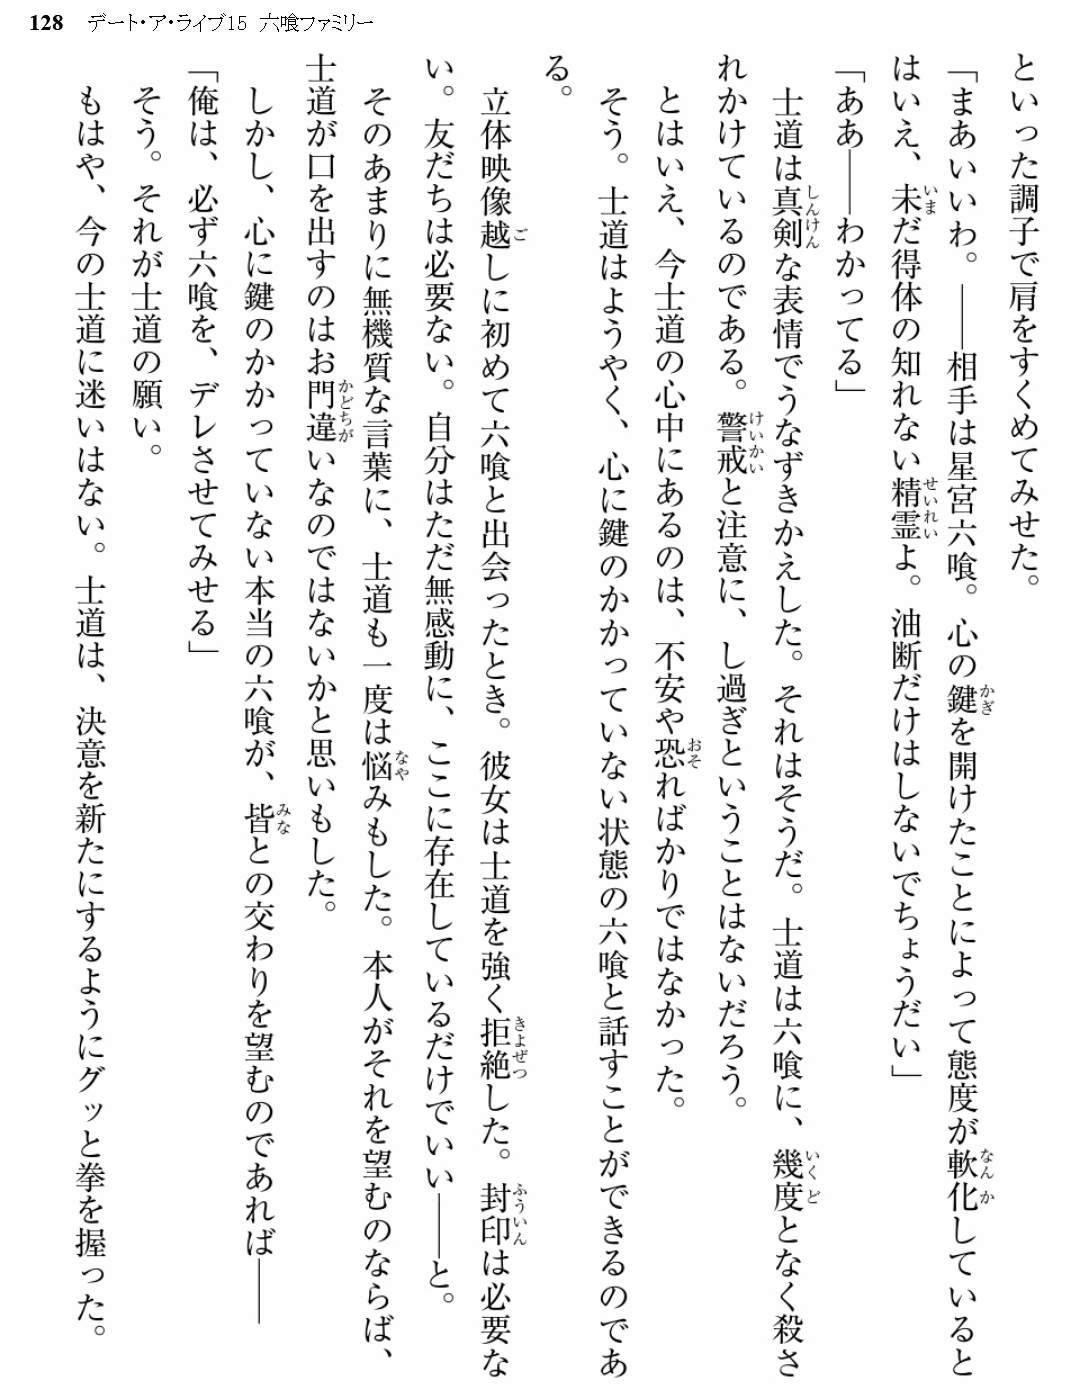 128 デート・ア・ライブ15 六喰ファミリー
といった調子で肩をすくめてみせた。
「まあいいわ。――相手は星宮六喰。心の鍵を開けたことによって態度が軟化していると
はいえ、未だ得体の知れない精霊よ。油断だけはしないでちょうだい」
「ああ――わかってる」
士道は真剣な表情でうなずきかえした。それはそうだ。士道は六喰に、幾度となく殺さ
れかけているのである。警戒と注意に、し過ぎということはないだろう。
とはいえ、今士道の心中にあるのは、不安や恐ればかりではなかった。
そう。士道はようやく、心に鍵のかかっていない状態の六喰と話すことができるのであ
る。
立体映像越しに初めて六喰と出会ったとき。彼女は士道を強く拒絶した。封印は必要な
い。友だちは必要ない。自分はただ無感動に、ここに存在しているだけでいい――と。
そのあまりに無機質な言葉に、士道も一度は悩みもした。本人がそれを望むのならば、
士道が口を出すのはお門違いなのではないかと思いもした。
しかし、心に鍵のかかっていない本当の六喰が、皆との交わりを望むのであれば――
「俺は、必ず六喰を、デレさせてみせる」
そう。それが士道の願い。
もはや、今の士道に迷いはない。士道は、決意を新たにするようにグッと拳を握った。